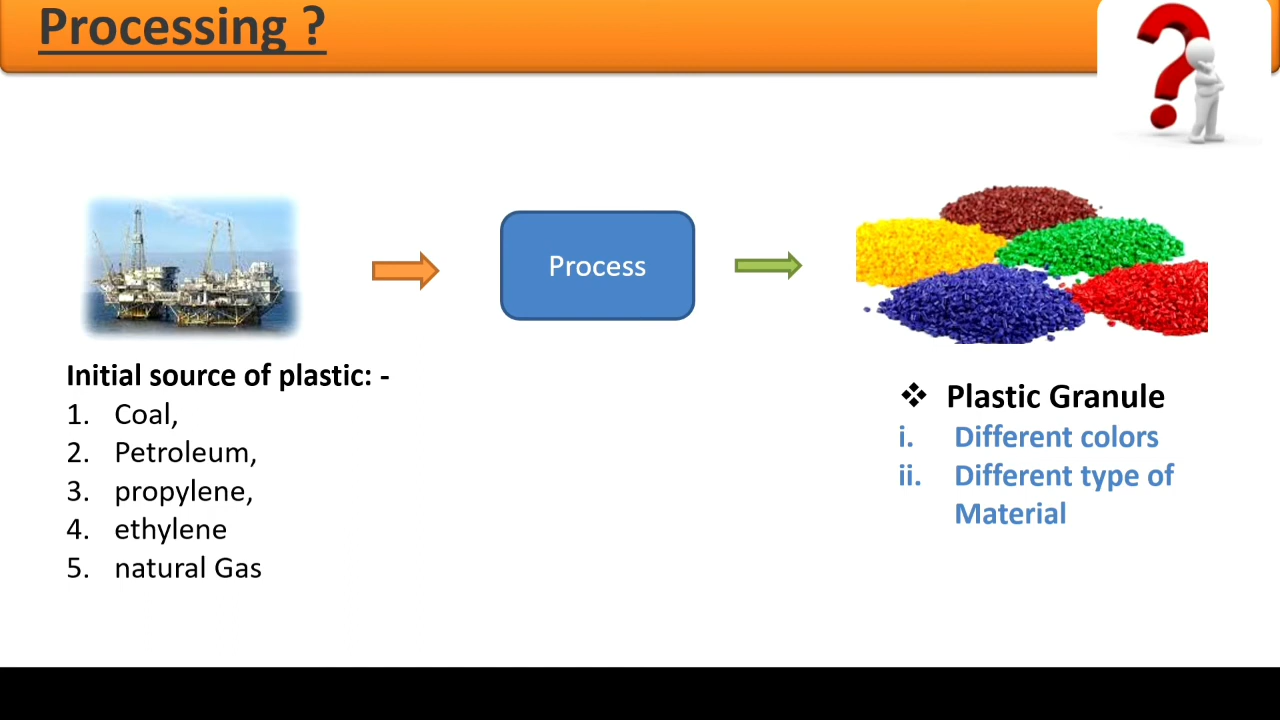 Processing ?
Process
Initial source of plastic: -
1. Coal,
2. Petroleum,
3. propylene,
4. ethylene
5. natural Gas
❖ Plastic Granule
i. Different colors
ii. Different type of
Material